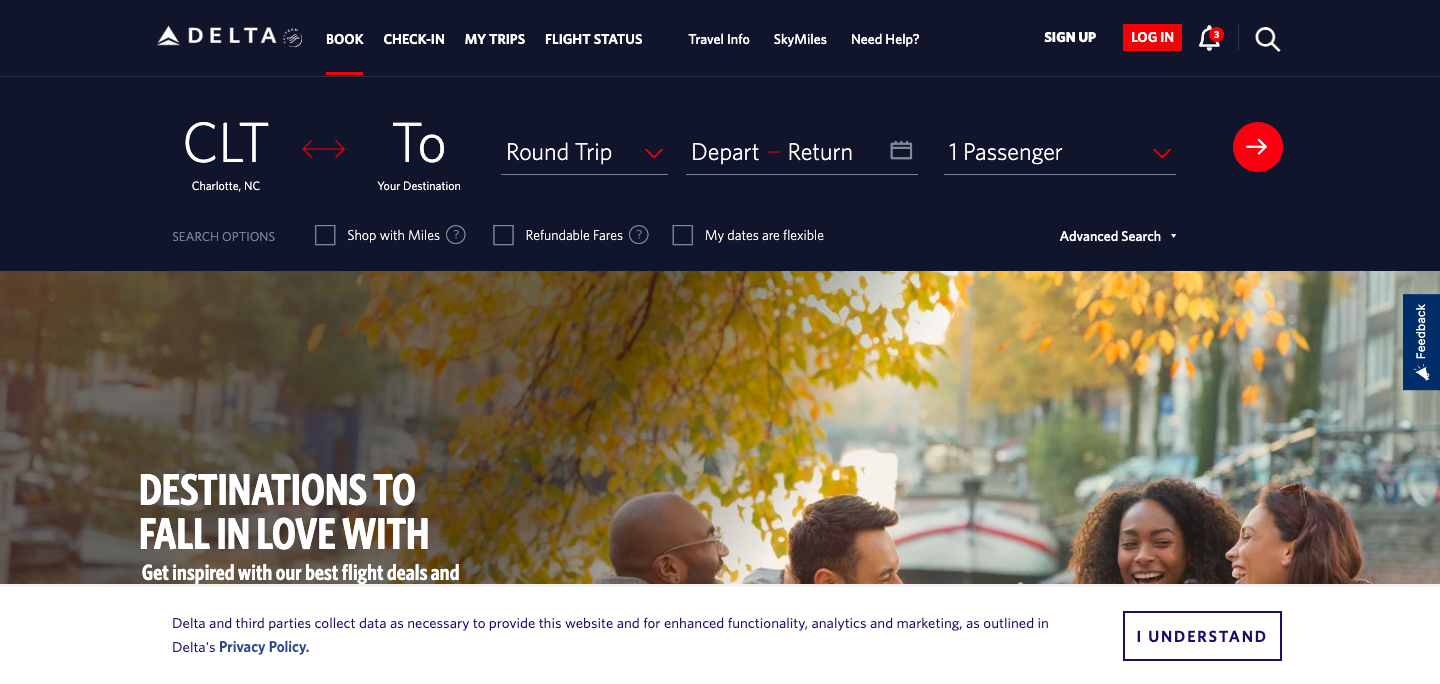 DELTA
BOOK
CHECK-IN
MY TRIPS
FLIGHT STATUS
Travel Info
SkyMiles
Need Help?
SIGN UP
LOG IN
3
CLT
Charlotte, NC
To
Your Destination
Round Trip
Depart — Return
1 Passenger
SEARCH OPTIONS
Shop with Miles ?
Refundable Fares ?
My dates are flexible
Advanced Search
Feedback
DESTINATIONS TO
FALL IN LOVE WITH
Get inspired with our best flight deals and
Delta and third parties collect data as necessary to provide this website and for enhanced functionality, analytics and marketing, as outlined in
Delta's Privacy Policy.
I UNDERSTAND